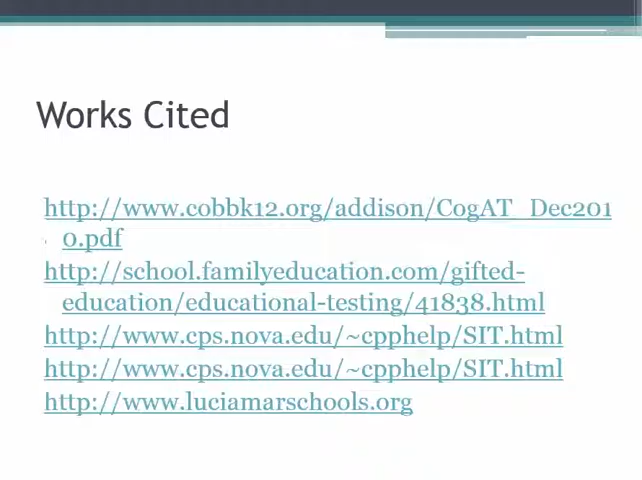 Works Cited
http://www.cobbk12.org/addison/CogAT_Dec201
0.pdf
http://school.familyeducation.com/gifted-
education/educational-testing/41838.html
http://www.cps.nova.edu/~cpphelp/SIT.html
http://www.cps.nova.edu/~cpphelp/SIT.html
http://www.luciamarschools.org